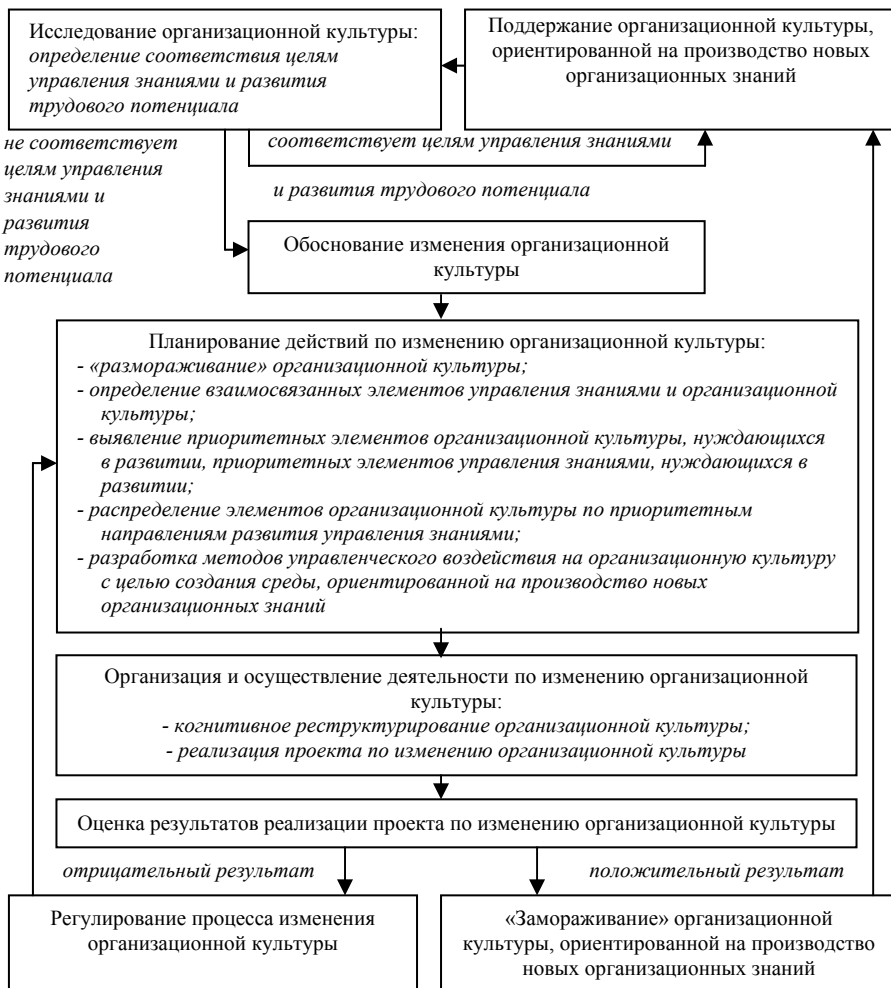 Исследование организационной культуры:
определение соответствия целям
управления знаниями и развития
трудового потенциала
Поддержание организационной культуры,
ориентированной на производство новых
организационных знаний
не соответствует
целям управления
знаниями и
развития
трудового
потенциала
соответствует целям управления знаниями
и развития трудового потенциала
Обоснование изменения организационной
культуры
Планирование действий по изменению организационной культуры:
- «размораживание» организационной культуры;
- определение взаимосвязанных элементов управления знаниями и организационной
культуры;
- выявление приоритетных элементов организационной культуры, нуждающихся
в развитии, приоритетных элементов управления знаниями, нуждающихся в
развитии;
- распределение элементов организационной культуры по приоритетным
направлениям развития управления знаниями;
- разработка методов управленческого воздействия на организационную культуру
с целью создания среды, ориентированной на производство новых
организационных знаний
Организация и осуществление деятельности по изменению организационной
культуры:
- когнитивное реструктурирование организационной культуры;
- реализация проекта по изменению организационной культуры
Оценка результатов реализации проекта по изменению организационной культуры
отрицательный результат
положительный результат
Регулирование процесса изменения
организационной культуры
«Замораживание» организационной
культуры, ориентированной на производство
новых организационных знаний